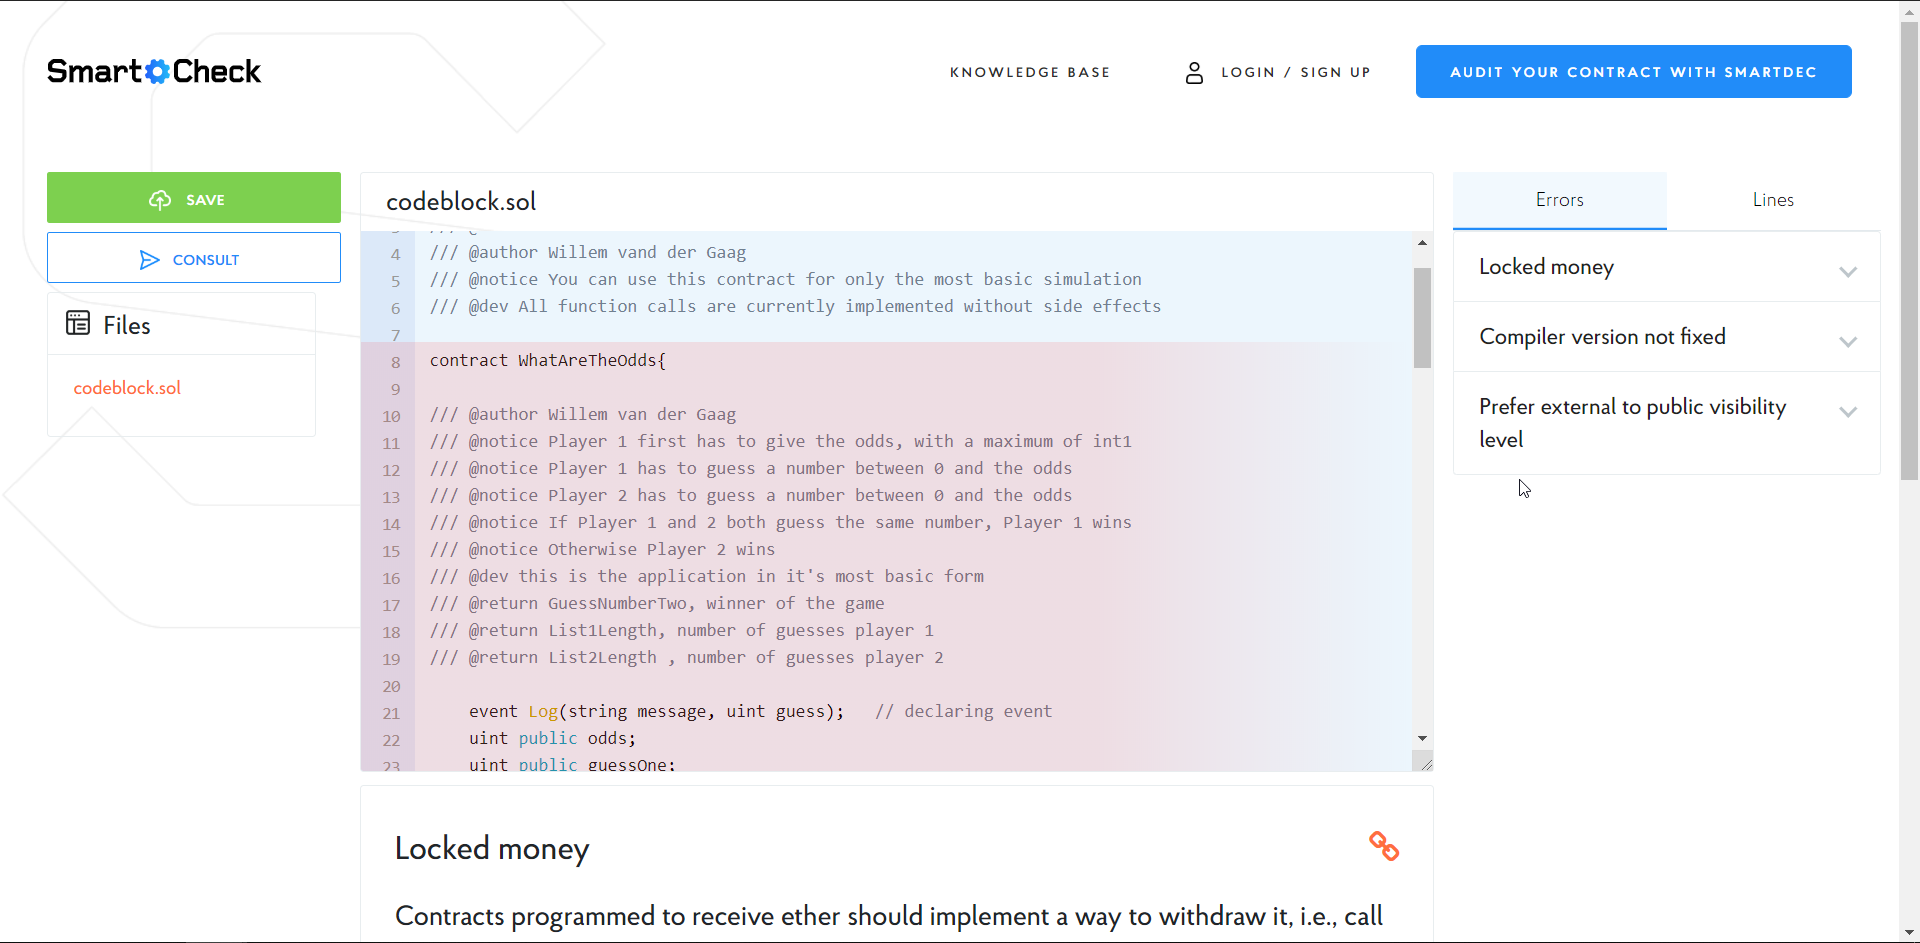 Smart Check
KNOWLEDGE BASE
LOGIN / SIGN UP
AUDIT YOUR CONTRACT WITH SMARTDEC
SAVE
CONSULT
Files
codeblock.sol
codeblock.sol
4 /// @author Willem vand der Gaag
5 /// @notice You can use this contract for only the most basic simulation
6 /// @dev All function calls are currently implemented without side effects
7
8 contract WhatAreTheOdds{
9
10 /// @author Willem van der Gaag
11 /// @notice Player 1 first has to give the odds, with a maximum of int1
12 /// @notice Player 1 has to guess a number between 0 and the odds
13 /// @notice Player 2 has to guess a number between 0 and the odds
14 /// @notice If Player 1 and 2 both guess the same number, Player 1 wins
15 /// @notice Otherwise Player 2 wins
16 /// @dev this is the application in it's most basic form
17 /// @return GuessNumberTwo, winner of the game
18 /// @return List1Length, number of guesses player 1
19 /// @return List2Length , number of guesses player 2
20
21 event Log(string message, uint guess); // declaring event
22 uint public odds;
23 uint public guessOne;
Locked money
Contracts programmed to receive ether should implement a way to withdraw it, i.e., call
Errors
Lines
Locked money
Compiler version not fixed
Prefer external to public visibility
level